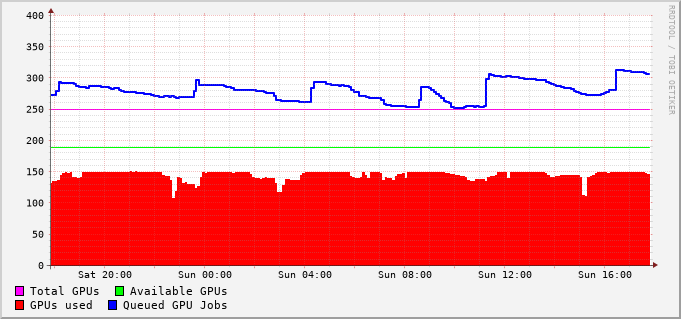 RRDTOOL / TOBI OETIKER
400
350
300
250
200
150
100
50
0
Sat 20:00 Sun 00:00 Sun 04:00 Sun 08:00 Sun 12:00 Sun 16:00
Total GPUs Available GPUs
GPUs used Queued GPU Jobs